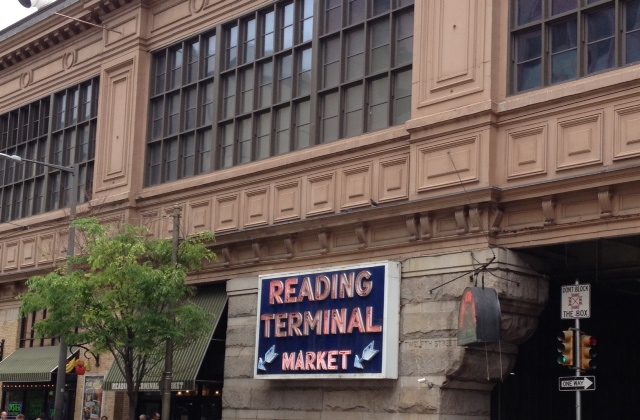 READING
TERMINAL
MARKET
DON'T BLOCK
THE BOX
ONE WAY